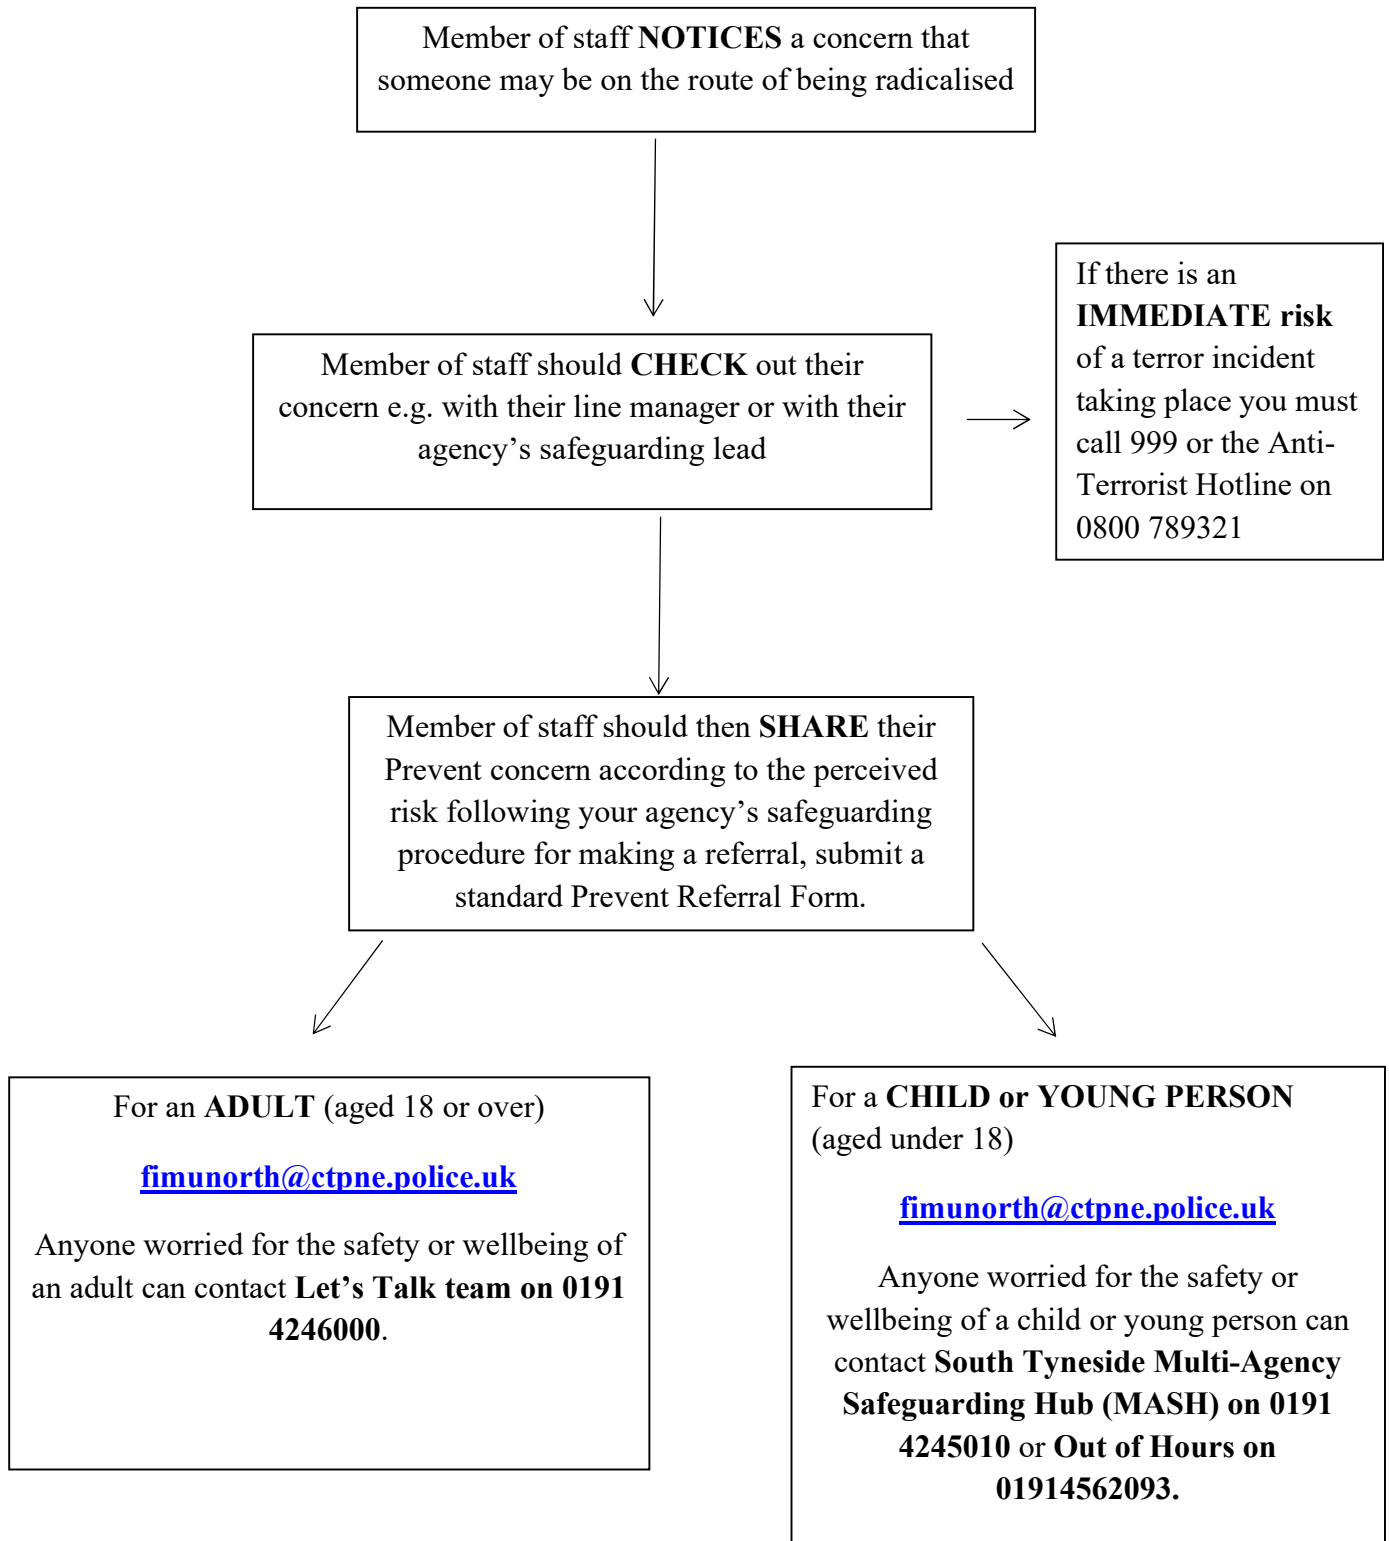 Member of staff NOTICES a concern that
someone may be on the route of being radicalised
If there is an
IMMEDIATE risk
of a terror incident
taking place you must
call 999 or the Anti-
Terrorist Hotline on
0800 789321
Member of staff should CHECK out their
concern e.g. with their line manager or with their
agency’s safeguarding lead
Member of staff should then SHARE their
Prevent concern according to the perceived
risk following your agency’s safeguarding
procedure for making a referral, submit a
standard Prevent Referral Form.
For an ADULT (aged 18 or over)
fimunorth@ctpne.police.uk
Anyone worried for the safety or wellbeing of
an adult can contact Let’s Talk team on 0191
4246000.
For a CHILD or YOUNG PERSON
(aged under 18)
fimunorth@ctpne.police.uk
Anyone worried for the safety or
wellbeing of a child or young person can
contact South Tyneside Multi-Agency
Safeguarding Hub (MASH) on 0191
4245010 or Out of Hours on
01914562093.